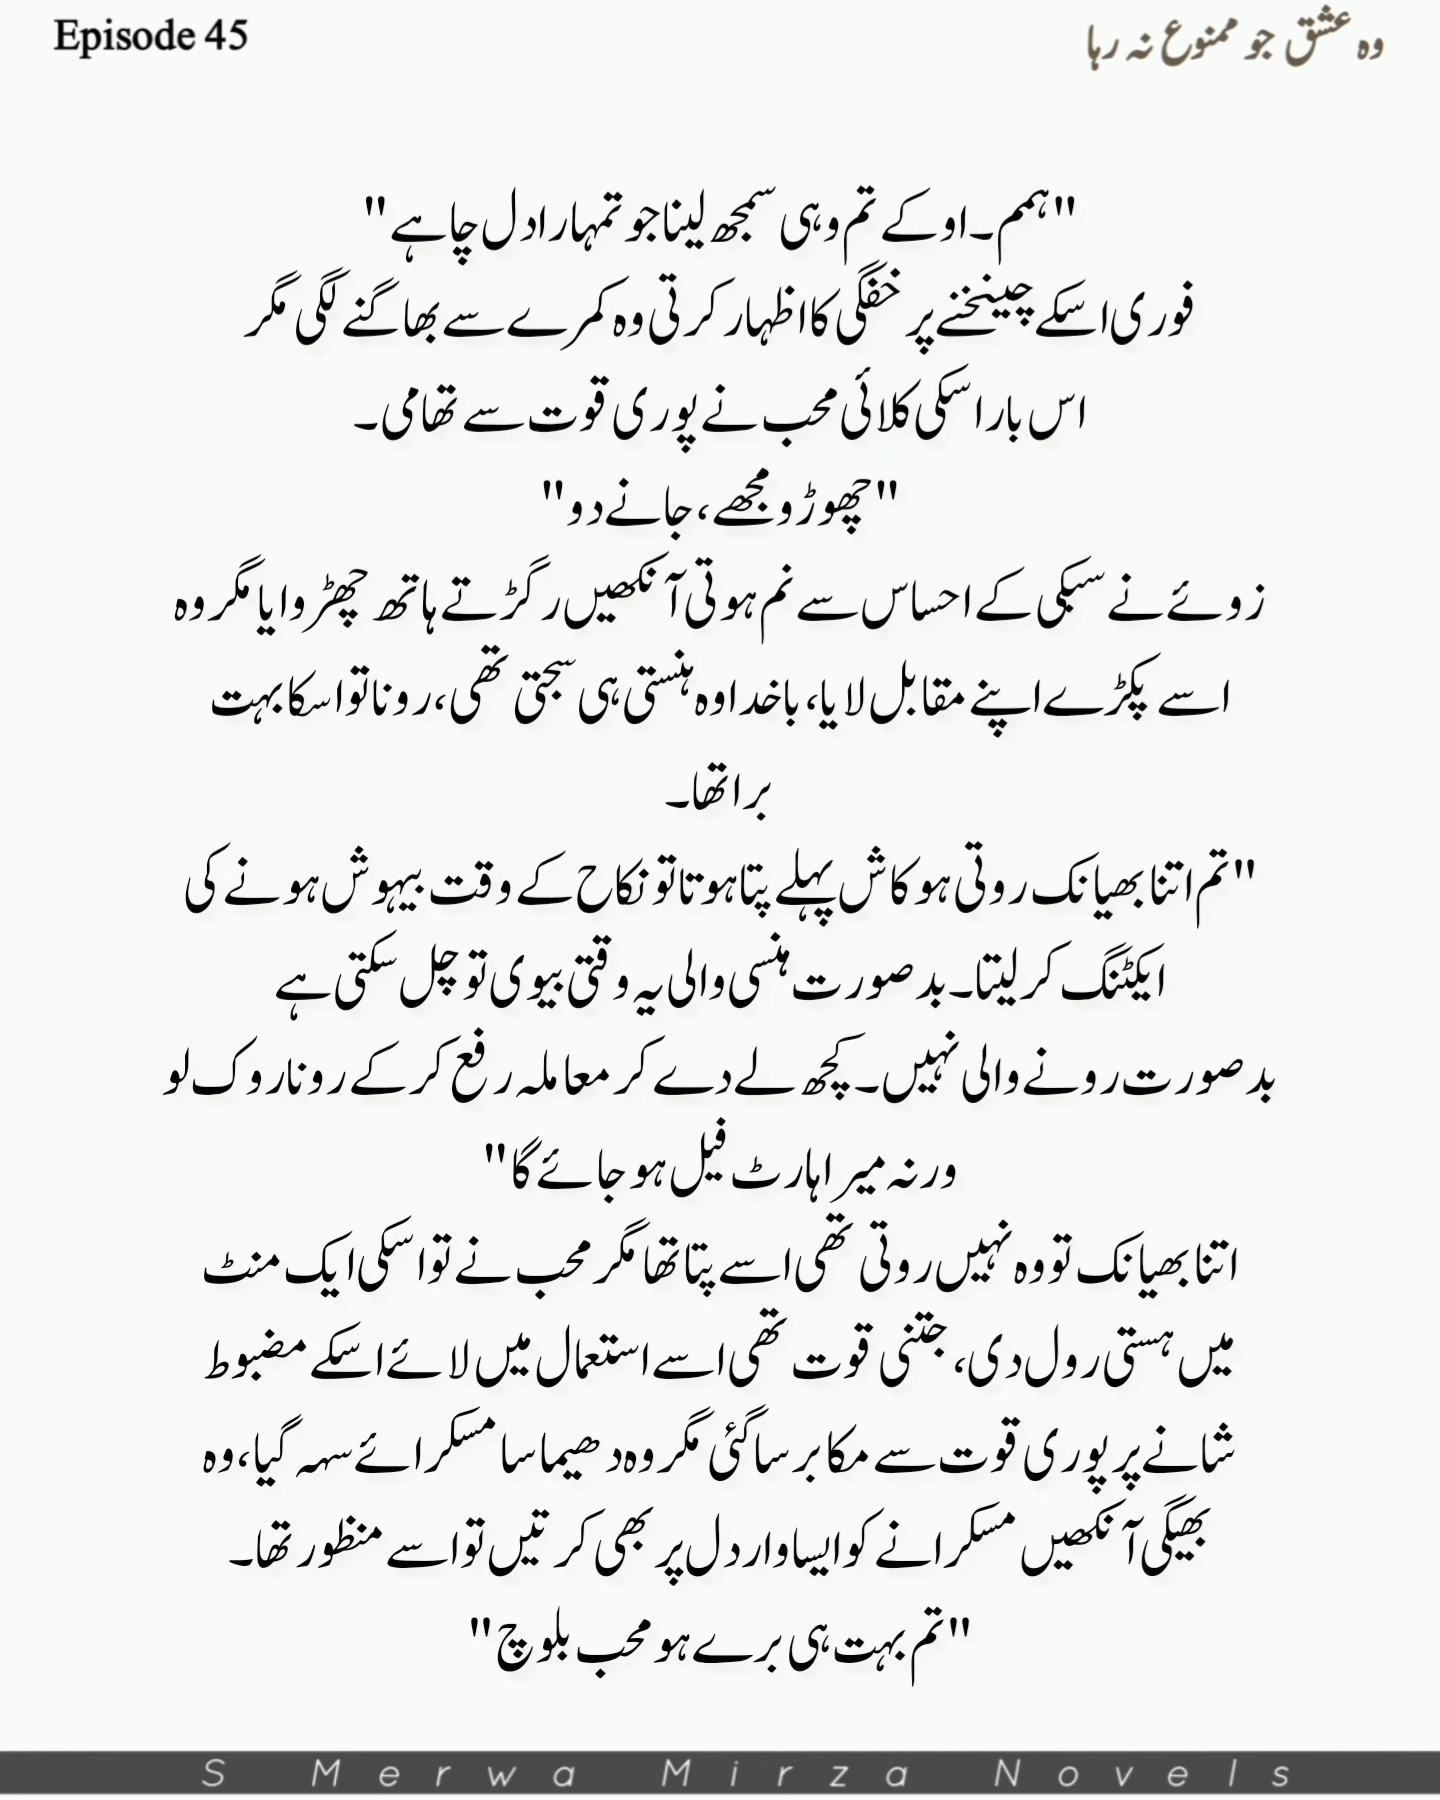 Episode 45
وہ عشق جو ممنوع نہ رہا
"ہمم۔ اوکے تم وہی سمجھ لینا جو تمہارا دل چاہے"
فوری اسکے چینخنے پر خفگی کا اظہار کرتی وہ کمرے سے بھاگنے لگی مگر
اس بار اسکی کلائی محب نے پوری قوت سے تھامی۔
"چھوڑو مجھے، جانے دو"
زوئے نے سبکی کے احساس سے نم ہوتی آنکھیں رگڑتے ہاتھ چھڑوایا مگر وہ
اسے پکڑے اپنے مقابل لایا، باخدا وہ ہنستی ہی سجتی تھی، رونا تو اسکا بہت
برا تھا۔
"تم اتنا بھیانک روتی ہو کاش پہلے پتا ہوتا تو نکاح کے وقت بیہوش ہونے کی
ایکٹنگ کر لیتا۔ بد صورت ہنسی والی یہ وقتی بیوی تو چل سکتی ہے
بد صورت رونے والی نہیں۔ کچھ لے دے کر معاملہ رفع کر کے رونا روک لو
ورنہ میرا ہارٹ فیل ہو جائے گا"
اتنا بھیانک تو وہ نہیں روتی تھی اسے پتا تھا مگر محب نے تو اسکی ایک منٹ
میں ہستی رول دی، جتنی قوت تھی اسے استعمال میں لائے اسکے مضبوط
شانے پر پوری قوت سے مکا برسا گئی مگر وہ دھیما سا مسکرائے سہہ گیا، وہ
بھیگی آنکھیں مسکرانے کو ایسا وار دل پر بھی کرتیں تو اسے منظور تھا۔
"تم بہت ہی برے ہو محب بلوچ"
S Merwa Mirza Novels